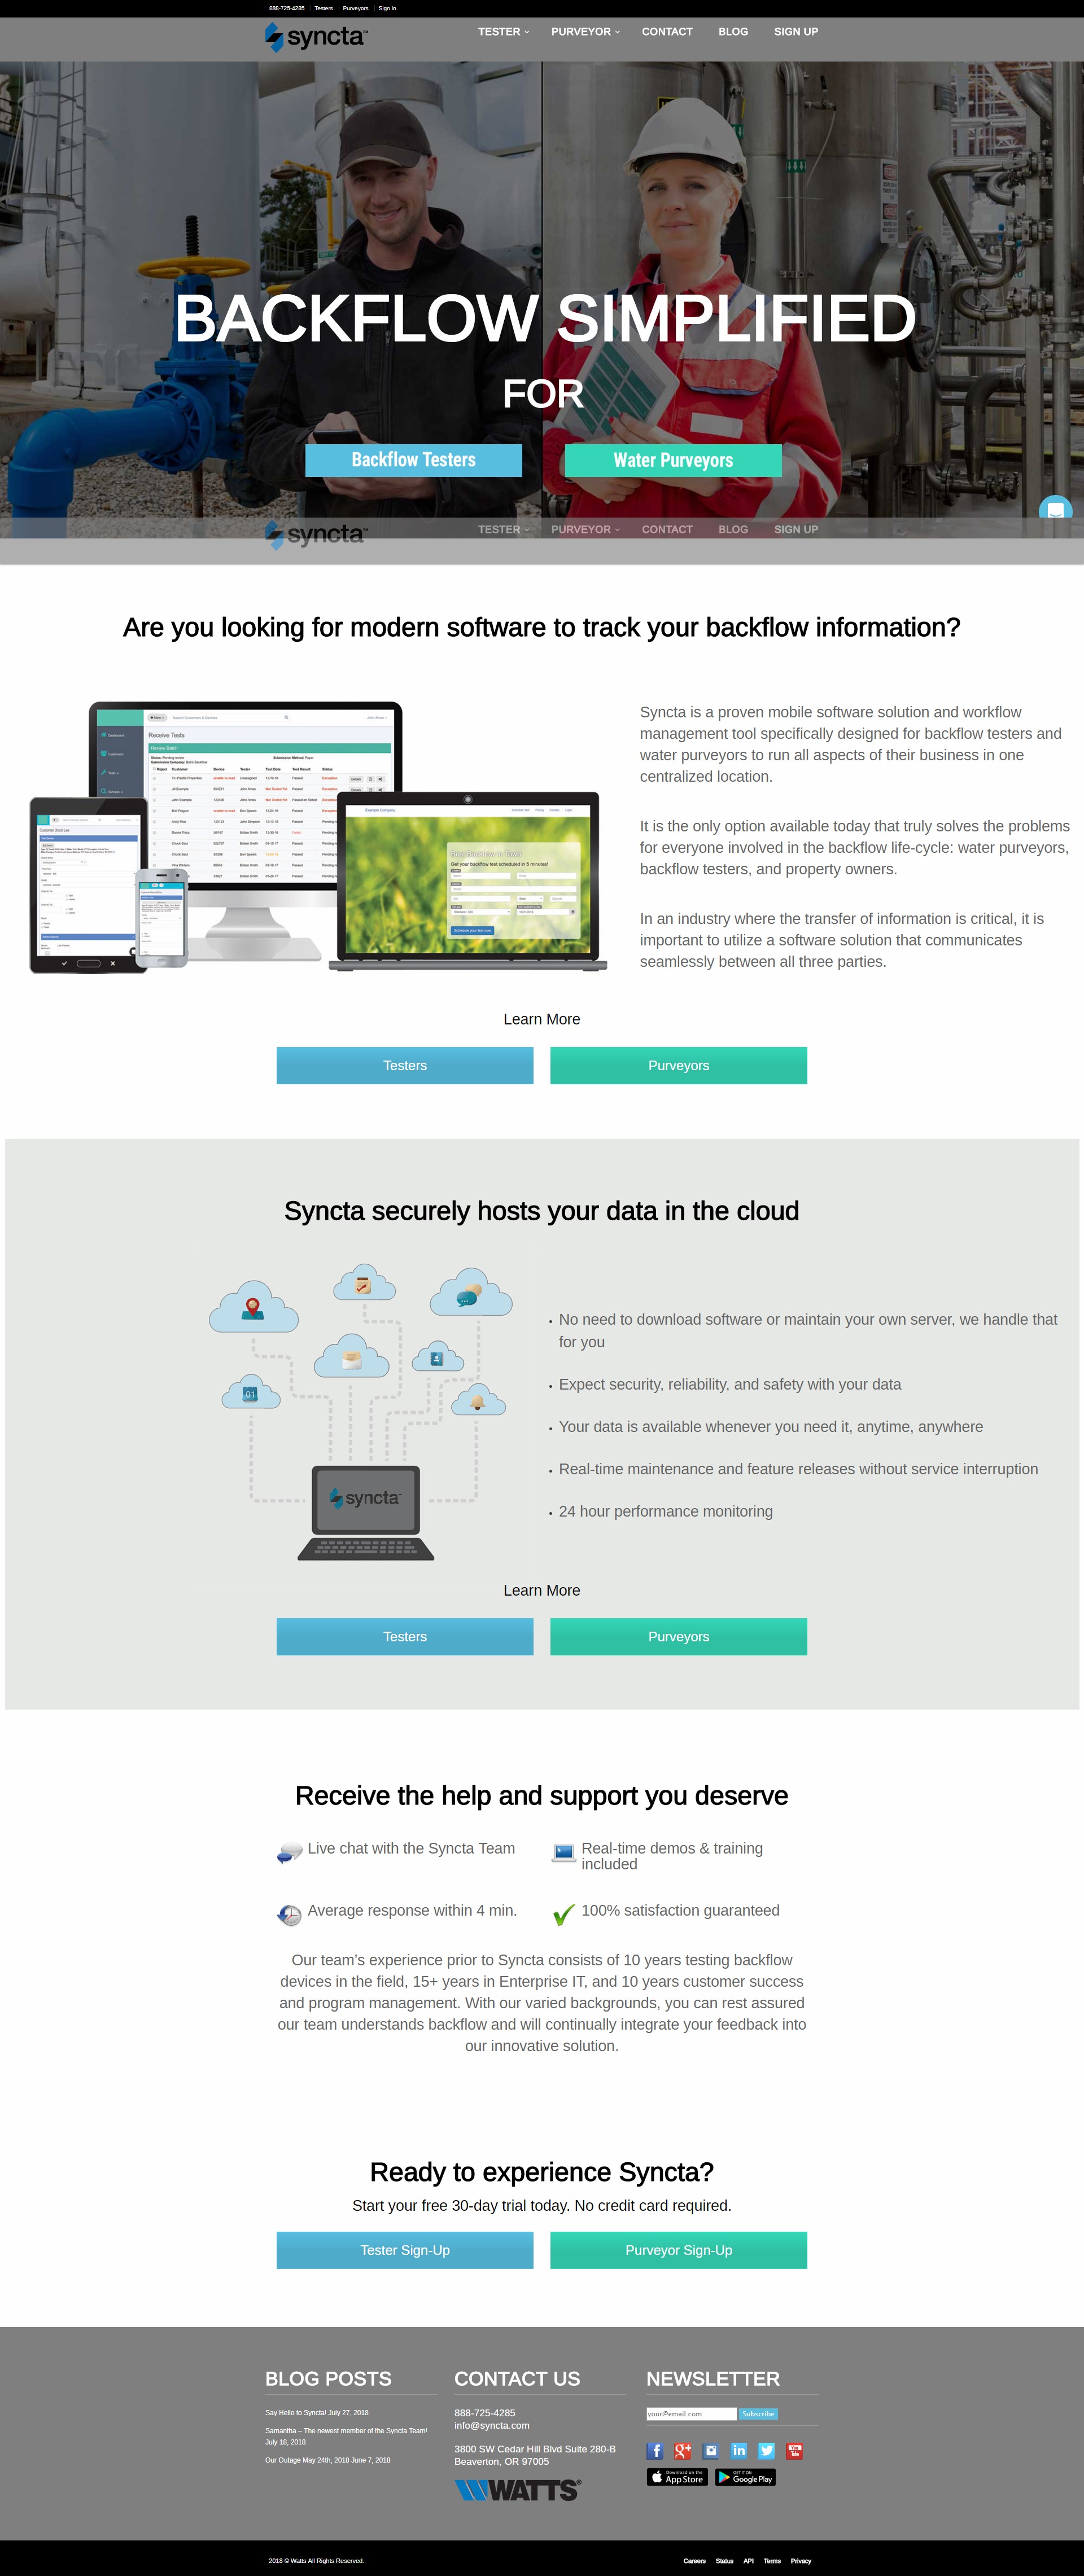 888-725-4285 Testers Purveyors Sign In
syncta™ TESTER PURVEYOR CONTACT BLOG SIGN UP
BACKFLOW SIMPLIFIED
FOR
Backflow Testers Water Purveyors
syncta™ TESTER PURVEYOR CONTACT BLOG SIGN UP
Are you looking for modern software to track your backflow information?
Receive Tests
Review Batch
Syncta is a proven mobile software solution and workflow
management tool specifically designed for backflow testers and
water purveyors to run all aspects of their business in one
centralized location.
It is the only option available today that truly solves the problems
for everyone involved in the backflow life-cycle: water purveyors,
backflow testers, and property owners.
In an industry where the transfer of information is critical, it is
important to utilize a software solution that communicates
seamlessly between all three parties.
Get your backflow test scheduled in 5 minutes!
Schedule your test now
Learn More
Testers Purveyors
Syncta securely hosts your data in the cloud
01
syncta™
• No need to download software or maintain your own server, we handle that
for you
• Expect security, reliability, and safety with your data
• Your data is available whenever you need it, anytime, anywhere
• Real-time maintenance and feature releases without service interruption
• 24 hour performance monitoring
Learn More
Testers Purveyors
Receive the help and support you deserve
Live chat with the Syncta Team
Real-time demos & training
included
Average response within 4 min.
100% satisfaction guaranteed
Our team's experience prior to Syncta consists of 10 years testing backflow
devices in the field, 15+ years in Enterprise IT, and 10 years customer success
and program management. With our varied backgrounds, you can rest assured
our team understands backflow and will continually integrate your feedback into
our innovative solution.
Ready to experience Syncta?
Start your free 30-day trial today. No credit card required.
Tester Sign-Up Purveyor Sign-Up
BLOG POSTS
Say Hello to Syncta! July 27, 2018
Samantha – The newest member of the Syncta Team!
July 18, 2018
Our Outage May 24th, 2018 June 7, 2018
CONTACT US
888-725-4285
info@syncta.com
3800 SW Cedar Hill Blvd Suite 280-B
Beaverton, OR 97005
WATTS®
NEWSLETTER
your@email.com Subscribe
Download on the
App Store
GET IT ON
Google Play
2018 © Watts All Rights Reserved.
Careers Status API Terms Privacy